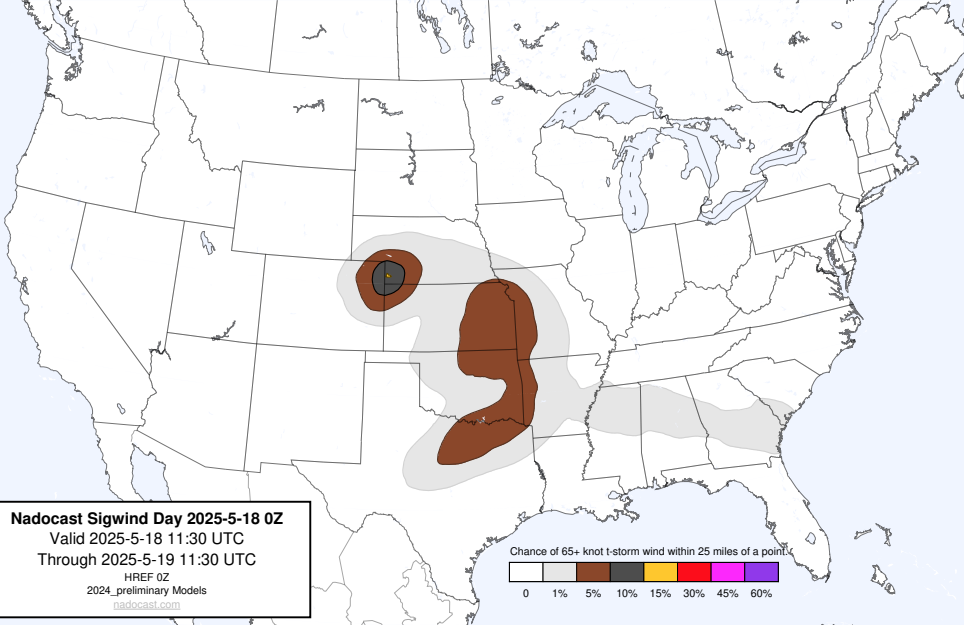 Nadocast Sigwind Day 2025-5-18 0Z
Valid 2025-5-18 11:30 UTC
Through 2025-5-19 11:30 UTC
HREF 0Z
2024_preliminary Models
nadocast.com
Chance of 65+ knot t-storm wind within 25 miles of a point.
0 1% 5% 10% 15% 30% 45% 60%